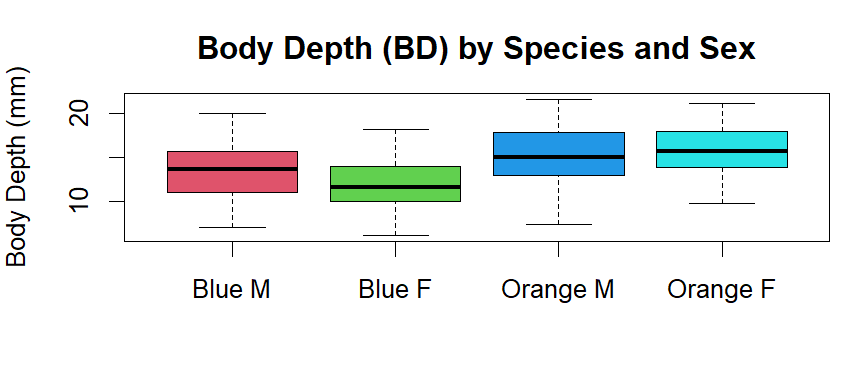 Body Depth (BD) by Species and Sex
Body Depth (mm)
20
10
Blue M
Blue F
Orange M
Orange F